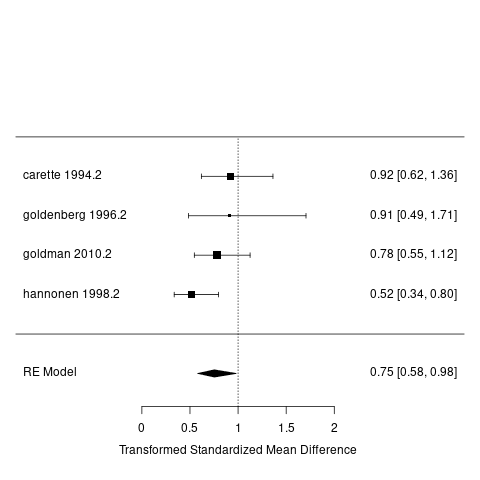 carette 1994.2 0.92 [0.62, 1.36]
goldenberg 1996.2 0.91 [0.49, 1.71]
goldman 2010.2 0.78 [0.55, 1.12]
hannonen 1998.2 0.52 [0.34, 0.80]
RE Model 0.75 [0.58, 0.98]
0 0.5 1 1.5 2
Transformed Standardized Mean Difference